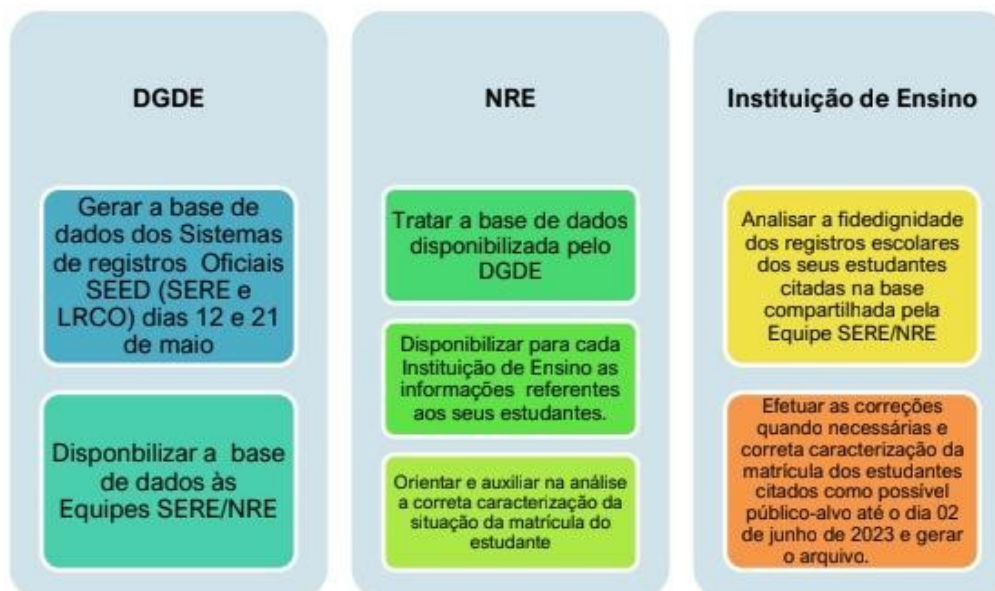 DGDE
Gerar a base de
dados dos Sistemas
de registros Oficiais
SEED (SERE e
LRCO) dias 12 e 21
de maio
Disponbilizar a base
de dados às
Equipes SERE/NRE
NRE
Tratar a base de dados
disponibilizada pelo
DGDE
Disponibilizar para cada
Instituição de Ensino as
informações referentes
aos seus estudantes.
Orientar e auxiliar na análise
a correta caracterização da
situação da matrícula do
estudante
Instituição de Ensino
Analisar a fidedignidade
dos registros escolares
dos seus estudantes
citadas na base
compartilhada pela
Equipe SERE/NRE
Efetuar as correções
quando necessárias e
correta caracterização da
matrícula dos estudantes
citados como possível
público-alvo até o dia 02
de junho de 2023 e gerar
o arquivo.